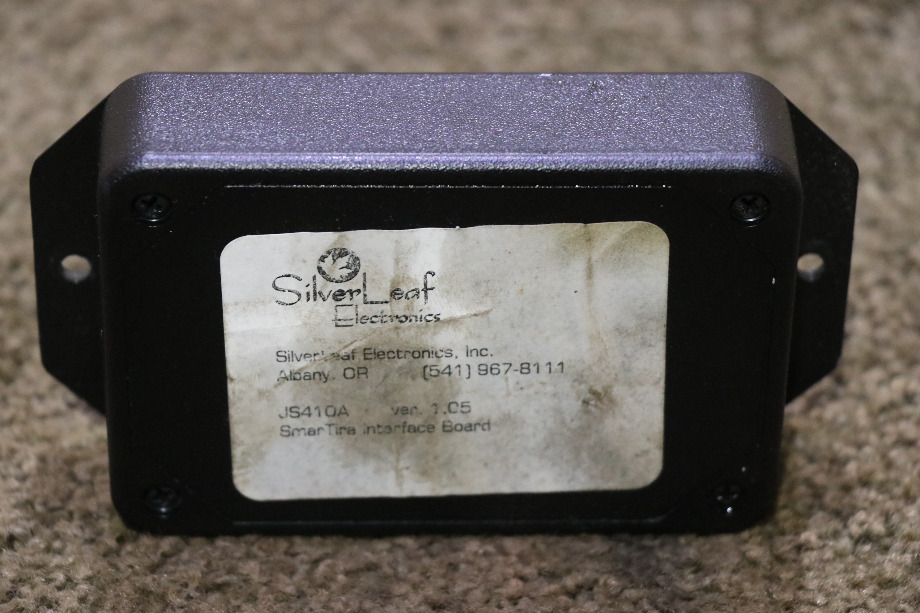 SilverLeaf
Electronics
SilverLeaf Electronics, Inc.
Albany, OR (541) 967-8111
JS410A ver. 1.05
SmarTire Interface Board